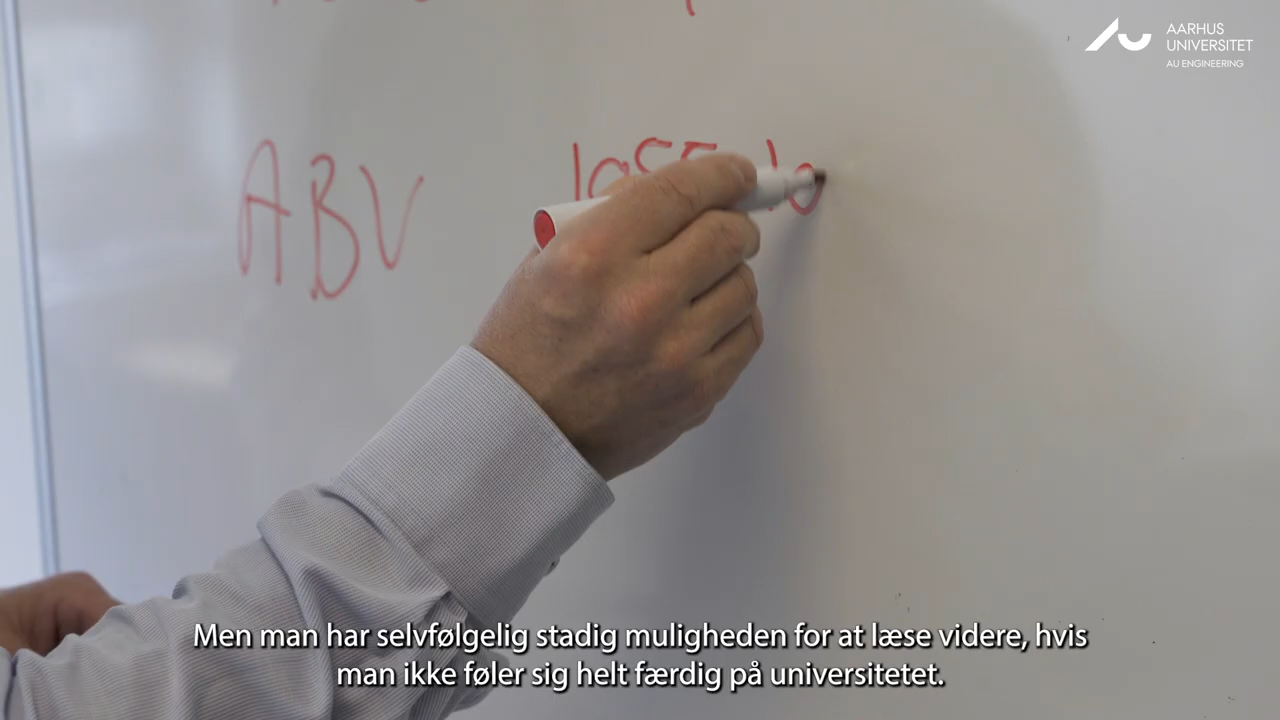 AARHUS
UNIVERSITET
AU ENGINEERING
ABV
Men man har selvfølgelig stadig muligheden for at læse videre, hvis
man ikke føler sig helt færdig på universitetet.